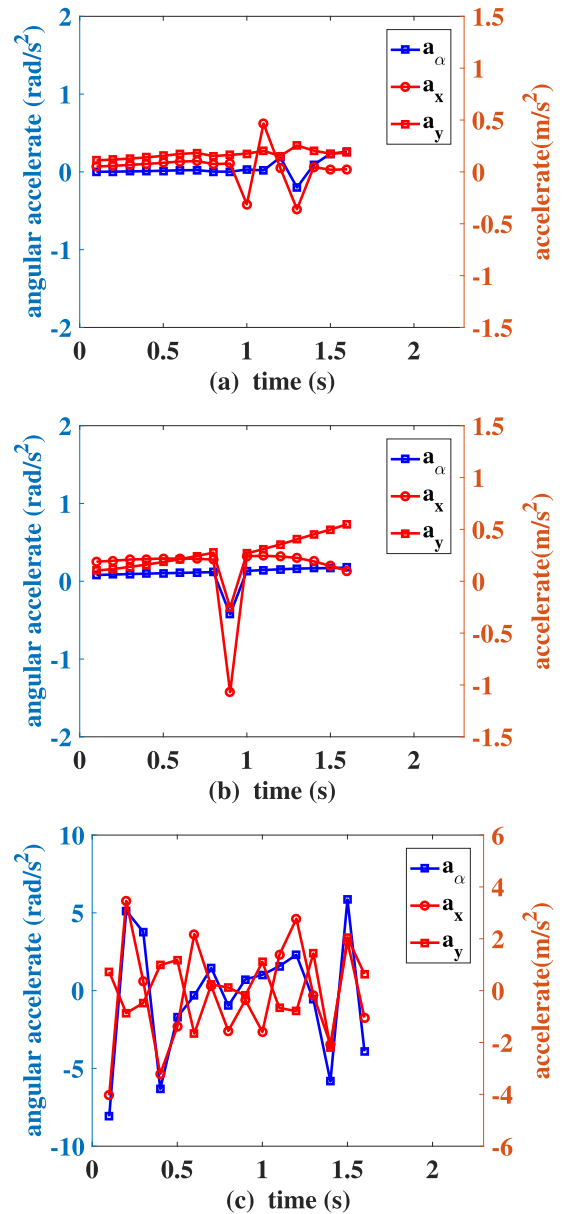 angular accelerate (rad/s²)
2
1
0
-1
-2
a_α
a_x
a_y
1.5
1
0.5
0
-0.5
-1
-1.5
accelerate(m/s²)
0 0.5 1 1.5 2
(a) time (s)
angular accelerate (rad/s²)
2
1
0
-1
-2
a_α
a_x
a_y
1.5
1
0.5
0
-0.5
-1
-1.5
accelerate(m/s²)
0 0.5 1 1.5 2
(b) time (s)
angular accelerate (rad/s²)
10
5
0
-5
-10
a_α
a_x
a_y
6
4
2
0
-2
-4
-6
accelerate(m/s²)
0 0.5 1 1.5 2
(c) time (s)